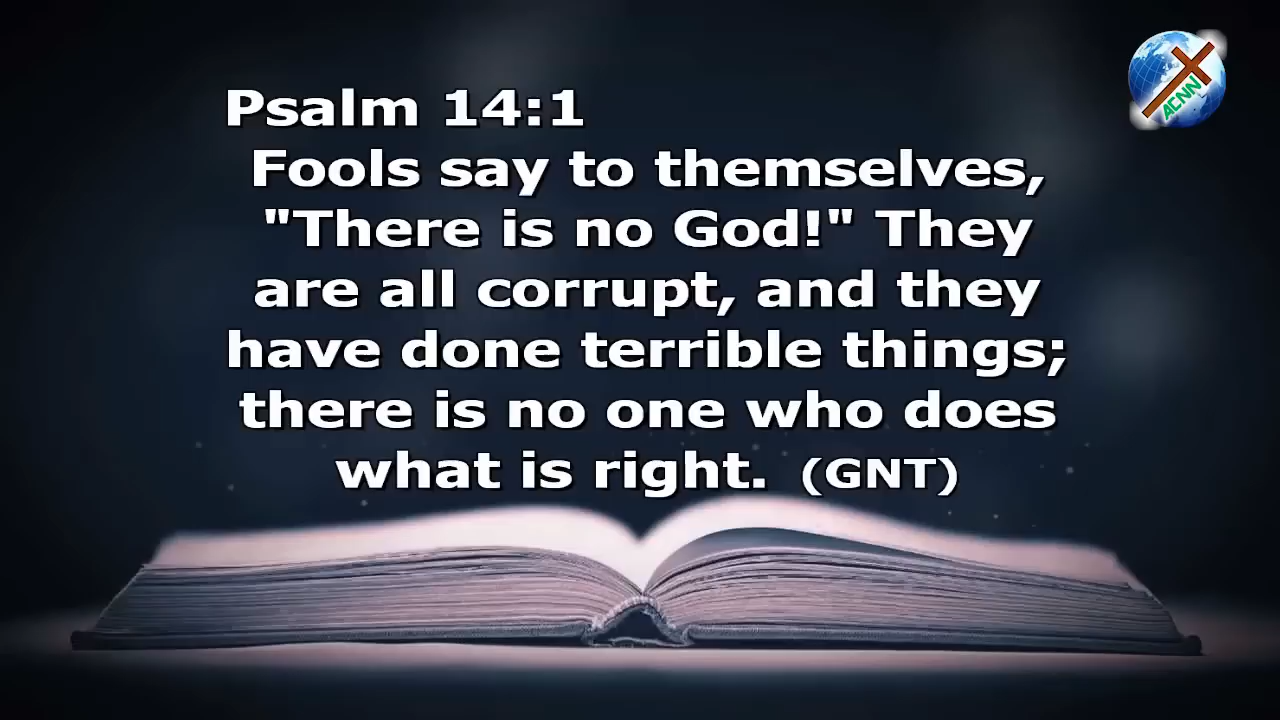 Psalm 14:1
Fools say to themselves,
"There is no God!" They
are all corrupt, and they
have done terrible things;
there is no one who does
what is right. (GNT)
ACNN